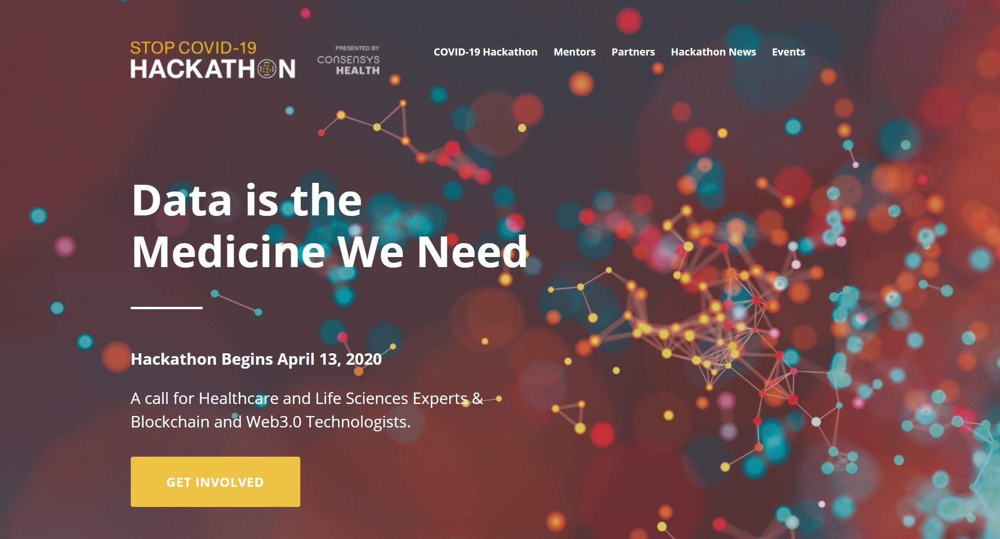 STOP COVID-19
HACKATHON
PRESENTED BY
CONSENSYS
HEALTH
COVID-19 Hackathon Mentors Partners Hackathon News Events
Data is the
Medicine We Need
Hackathon Begins April 13, 2020
A call for Healthcare and Life Sciences Experts &
Blockchain and Web3.0 Technologists.
GET INVOLVED